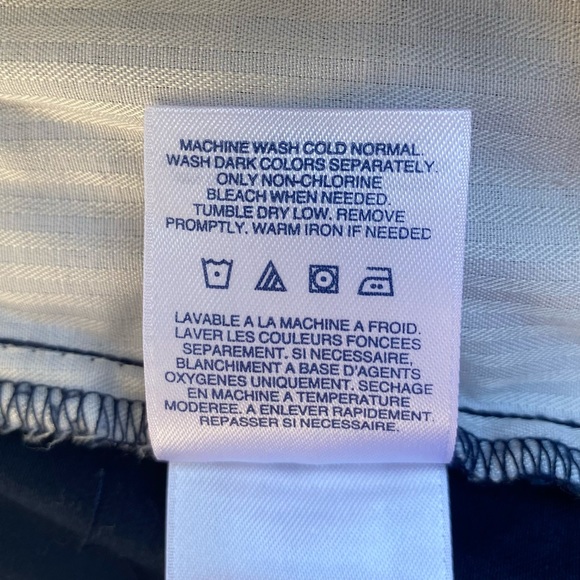 MACHINE WASH COLD NORMAL.
WASH DARK COLORS SEPARATELY.
ONLY NON-CHLORINE
BLEACH WHEN NEEDED.
TUMBLE DRY LOW. REMOVE
PROMPTLY. WARM IRON IF NEEDED
LAVABLE A LA MACHINE A FROID.
LAVER LES COULEURS FONCEES
SEPAREMENT. SI NECESSAIRE,
BLANCHIMENT A BASE D'AGENTS
OXYGENES UNIQUEMENT. SECHAGE
EN MACHINE A TEMPERATURE
MODEREE. A ENLEVER RAPIDEMENT.
REPASSER SI NECESSAIRE.